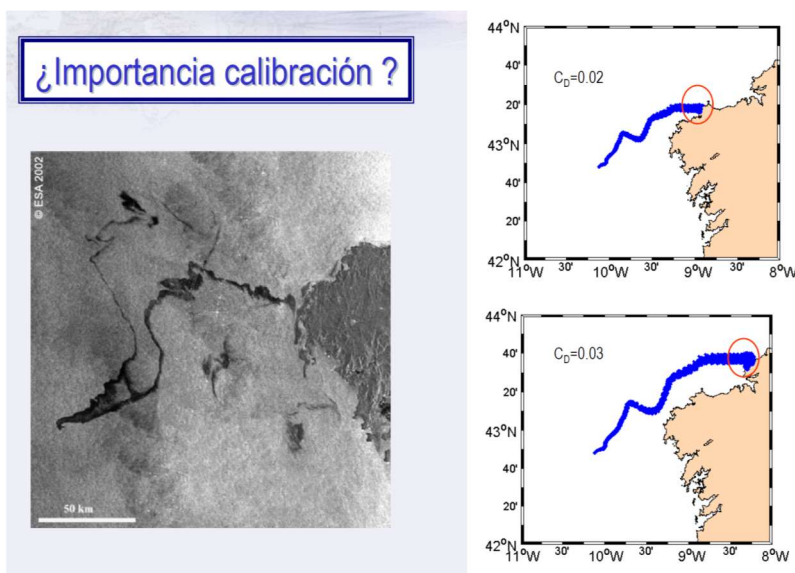 ¿Importancia calibración ?
© ESA 2002
50 km
44°N
40'
20'
43°N
40'
20'
42°N
11°W 30' 10°W 30' 9°W 30' 8°W
C_D=0.02
44°N
40'
20'
43°N
40'
20'
42°N
11°W 30' 10°W 30' 9°W 30' 8°W
C_D=0.03